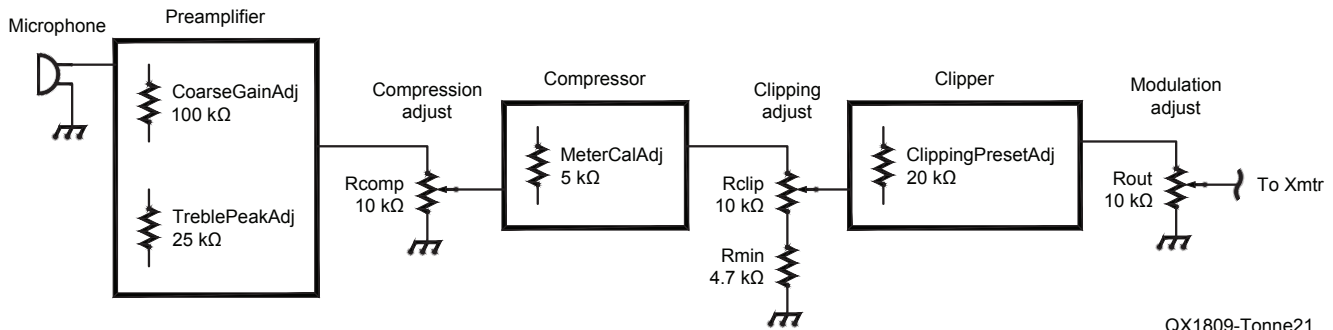 Microphone
Preamplifier
CoarseGainAdj
100 kΩ
TreblePeakAdj
25 kΩ
Compression
adjust
Rcomp
10 kΩ
Compressor
MeterCalAdj
5 kΩ
Clipping
adjust
Rclip
10 kΩ
Rmin
4.7 kΩ
Clipper
ClippingPresetAdj
20 kΩ
Modulation
adjust
Rout
10 kΩ
To Xmtr
QX1809-Tonne21